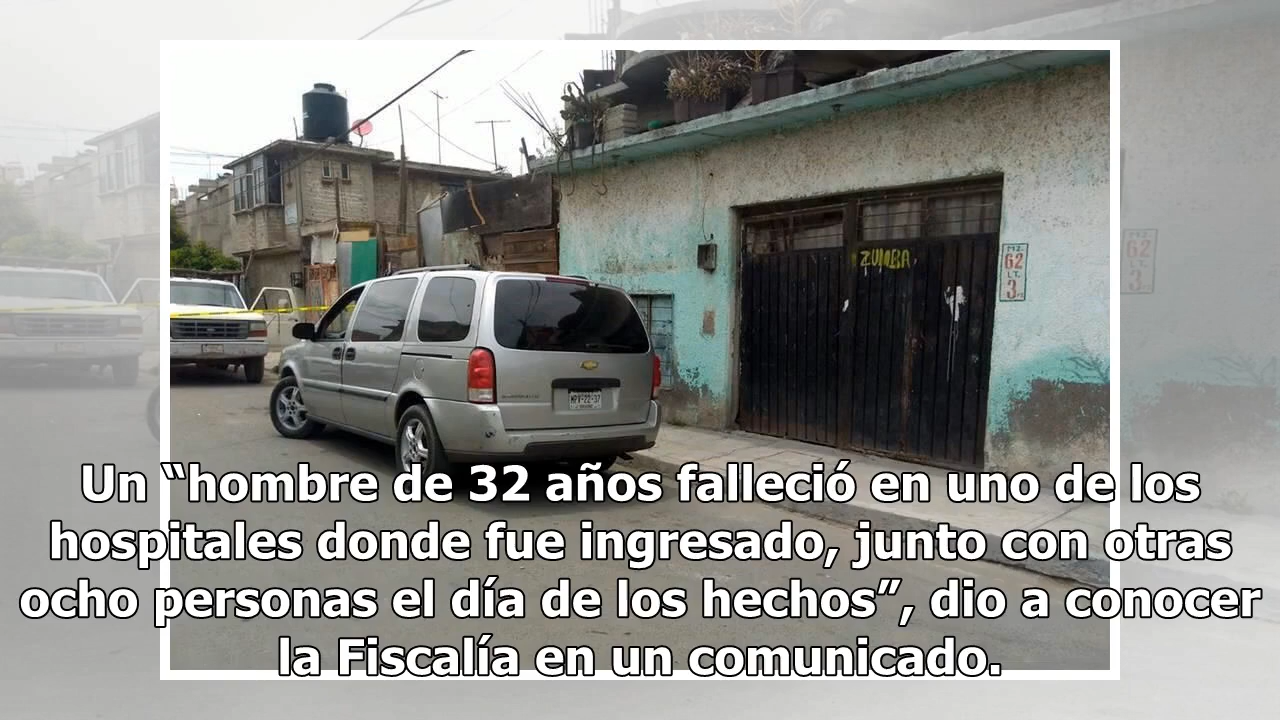 ZUMBA
MZ.
62
LT.
3
Un “hombre de 32 años falleció en uno de los
hospitales donde fue ingresado, junto con otras
ocho personas el día de los hechos”, dio a conocer
la Fiscalía en un comunicado.